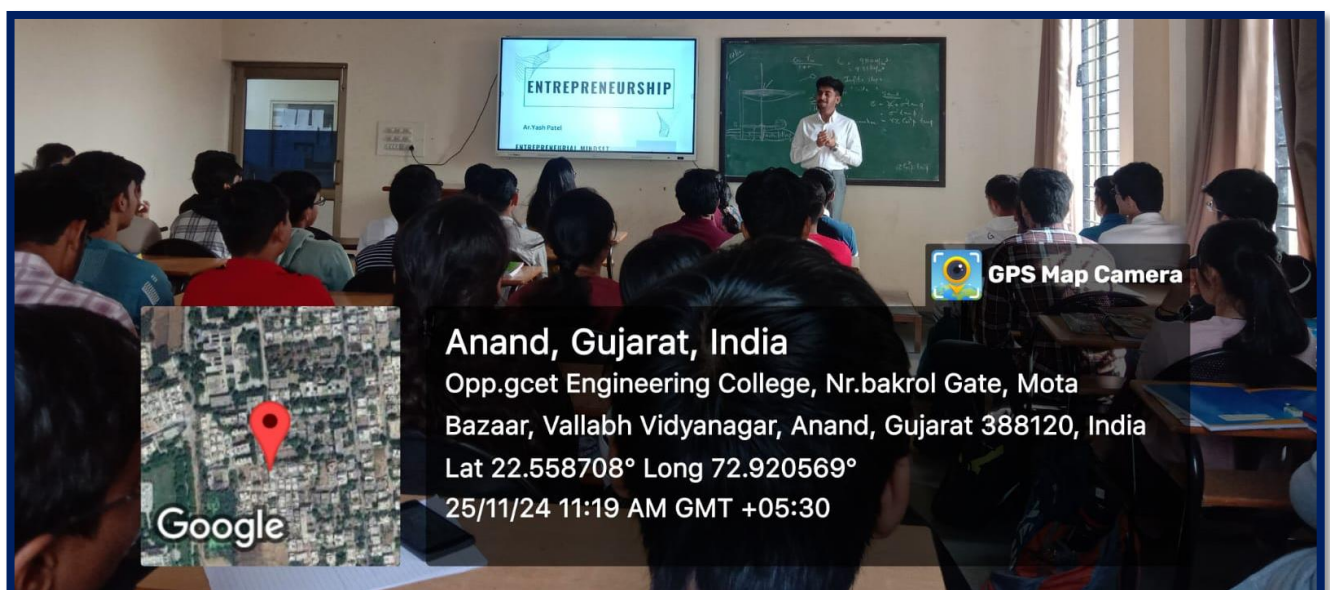 ENTREPRENEURSHIP
Ar.Yash Patel
ENTREPRENEURIAL MINDSET
GPS Map Camera
Anand, Gujarat, India
Opp.gcet Engineering College, Nr.bakrol Gate, Mota
Bazaar, Vallabh Vidyanagar, Anand, Gujarat 388120, India
Lat 22.558708° Long 72.920569°
25/11/24 11:19 AM GMT +05:30
Google